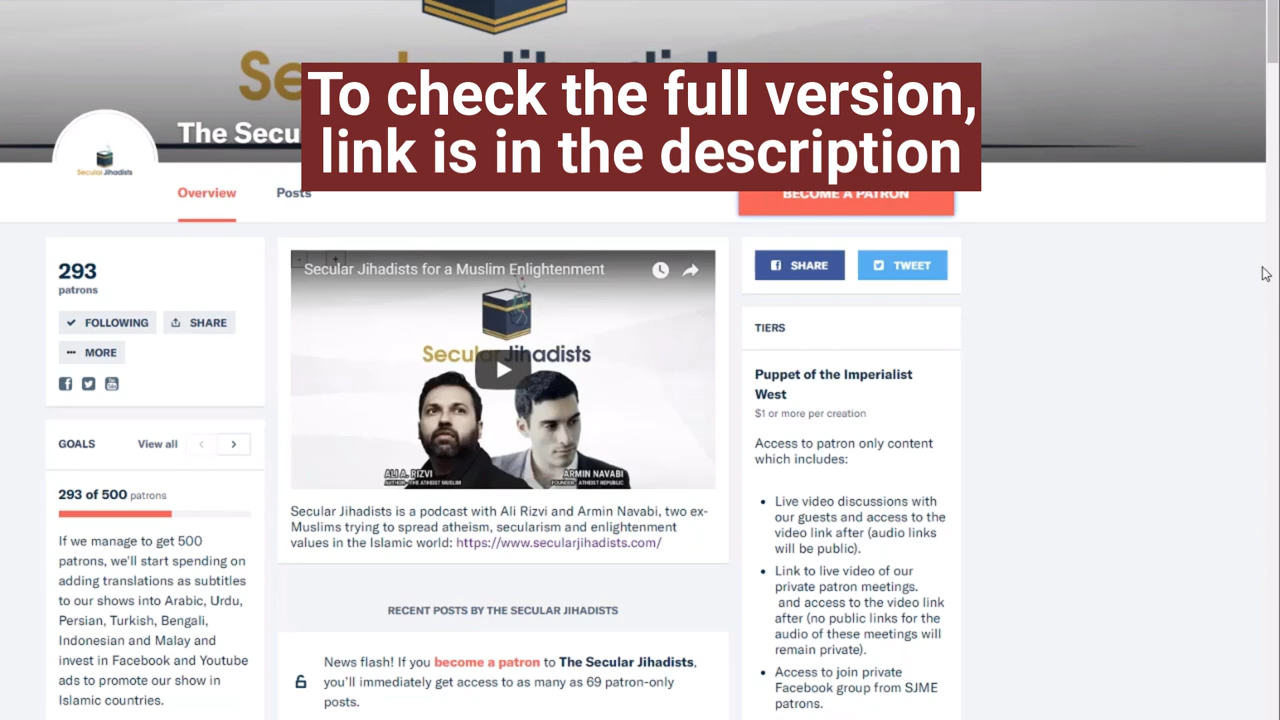 Secular Jihadists
To check the full version,
link is in the description
The Secu
Secular Jihadists
Overview
Posts
BECOME A PATRON
293
patrons
FOLLOWING
SHARE
MORE
GOALS
View all
293 of 500 patrons
If we manage to get 500
patrons, we'll start spending on
adding translations as subtitles
to our shows into Arabic, Urdu,
Persian, Turkish, Bengali,
Indonesian and Malay and
invest in Facebook and Youtube
ads to promote our show in
Islamic countries.
Secular Jihadists for a Muslim Enlightenment
Secular Jihadists
ALI A. RIZVI
AUTHOR - THE ATHEIST MUSLIM
ARMIN NAVABI
FOUNDER - ATHEIST REPUBLIC
Secular Jihadists is a podcast with Ali Rizvi and Armin Navabi, two ex-
Muslims trying to spread atheism, secularism and enlightenment
values in the Islamic world: https://www.secularjihadists.com/
RECENT POSTS BY THE SECULAR JIHADISTS
News flash! If you become a patron to The Secular Jihadists,
you'll immediately get access to as many as 69 patron-only
posts.
SHARE
TWEET
TIERS
Puppet of the Imperialist
West
$1 or more per creation
Access to patron only content
which includes:
• Live video discussions with
our guests and access to the
video link after (audio links
will be public).
• Link to live video of our
private patron meetings.
and access to the video link
after (no public links for the
audio of these meetings will
remain private).
• Access to join private
Facebook group from SJME
patrons.